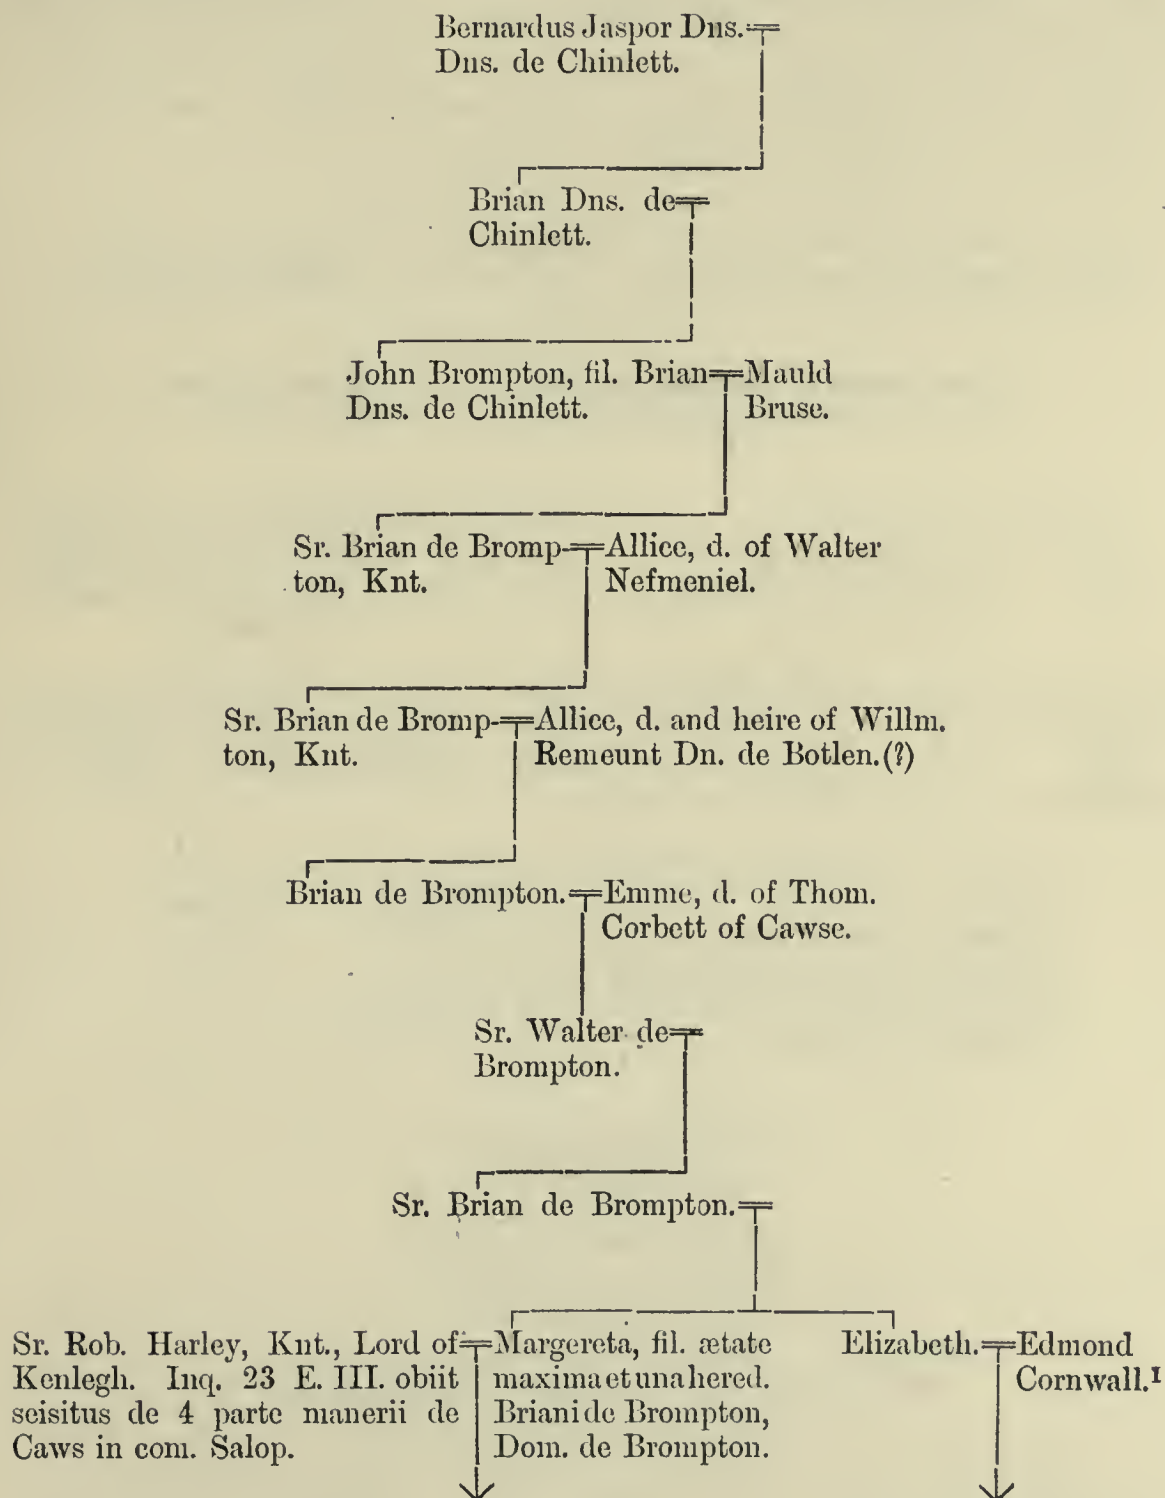 Bernardus Jaspor Dns.
Dns. de Chinlett.
Brian Dns. de
Chinlett.
John Brompton, fil. Brian
Dns. de Chinlett.
Mauld
Bruse.
Sr. Brian de Bromp-
ton, Knt.
Allice, d. of Walter
Nefmeniel.
Sr. Brian de Bromp-
ton, Knt.
Allice, d. and heire of Willm.
Remeunt Dn. de Botlen.(?)
Brian de Brompton.
Emme, d. of Thom.
Corbett of Cawse.
Sr. Walter de
Brompton.
Sr. Brian de Brompton.
Sr. Rob. Harley, Knt., Lord of
Kenlegh. Inq. 23 E. III. obiit
seisitus de 4 parte manerii de
Caws in com. Salop.
Margereta, fil. ætate
maxima et una hered.
Briani de Brompton,
Dom. de Brompton.
Elizabeth.
Edmond
Cornwall.¹